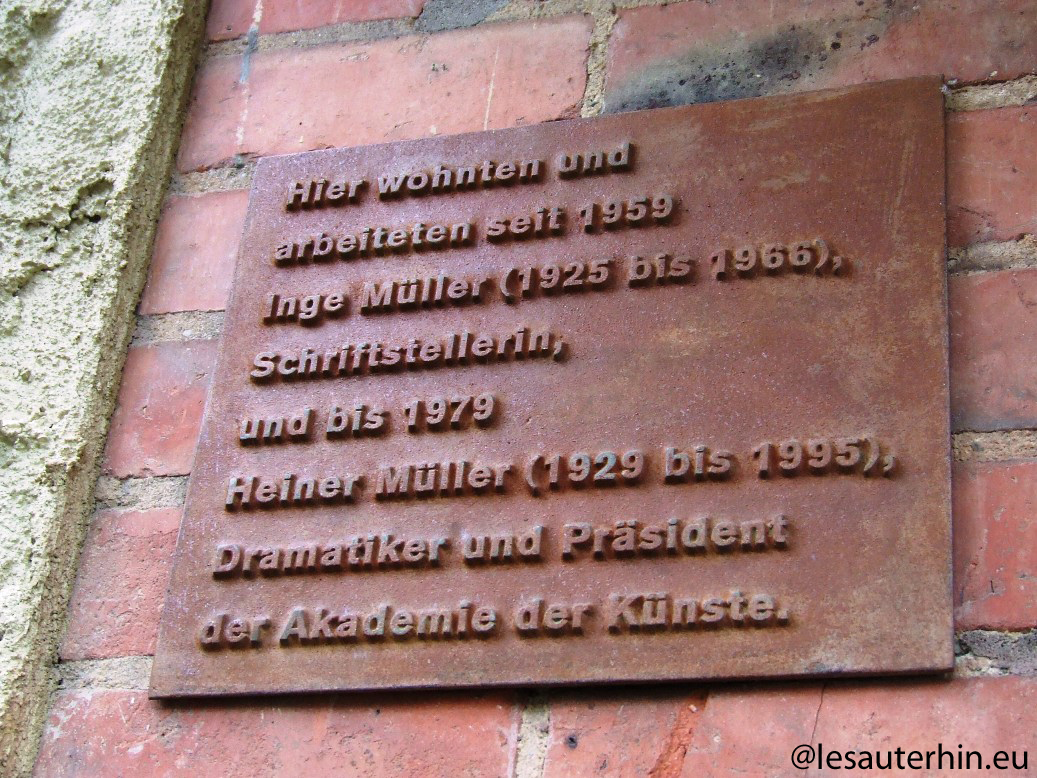 Hier wohnten und
arbeiteten seit 1959
Inge Müller (1925 bis 1966),
Schriftstellerin,
und bis 1979
Heiner Müller (1929 bis 1995),
Dramatiker und Präsident
der Akademie der Künste.
@lesauterhin.eu